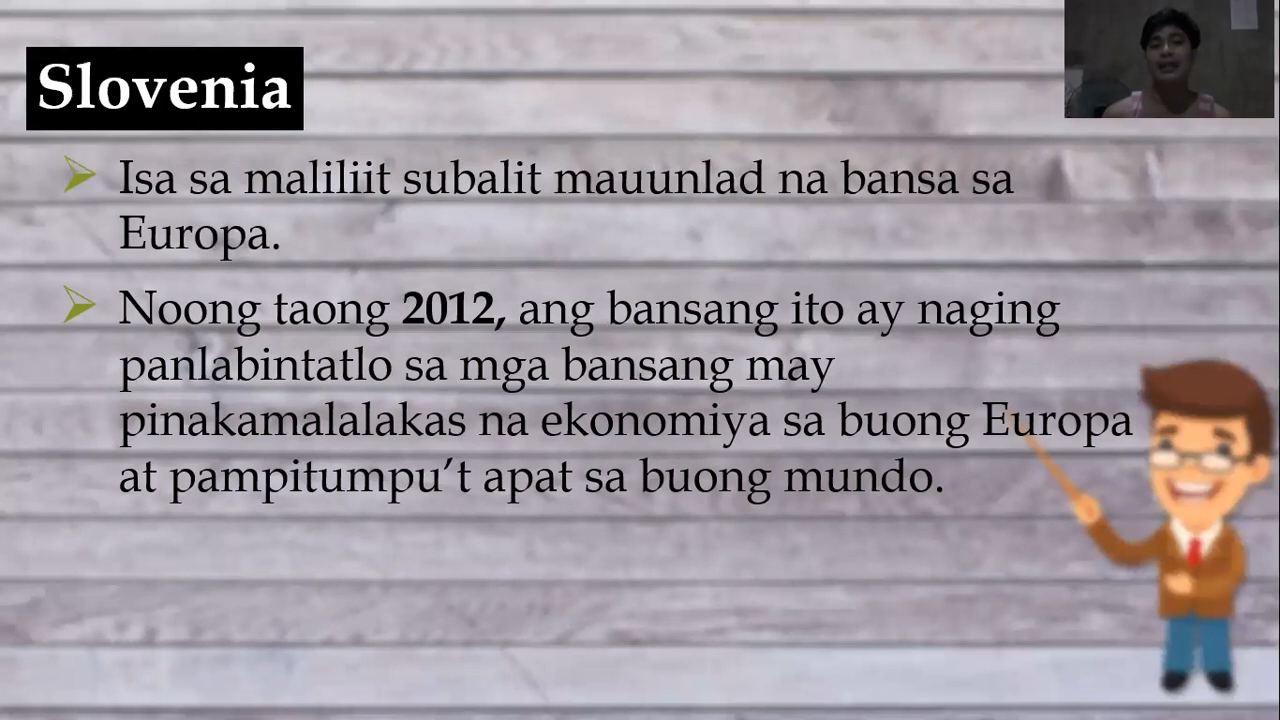 Slovenia
Isa sa maliliit subalit mauunlad na bansa sa
Europa.
Noong taong 2012, ang bansang ito ay naging
panlabintatlo sa mga bansang may
pinakamalalakas na ekonomiya sa buong Europa
at pampitumpu’t apat sa buong mundo.